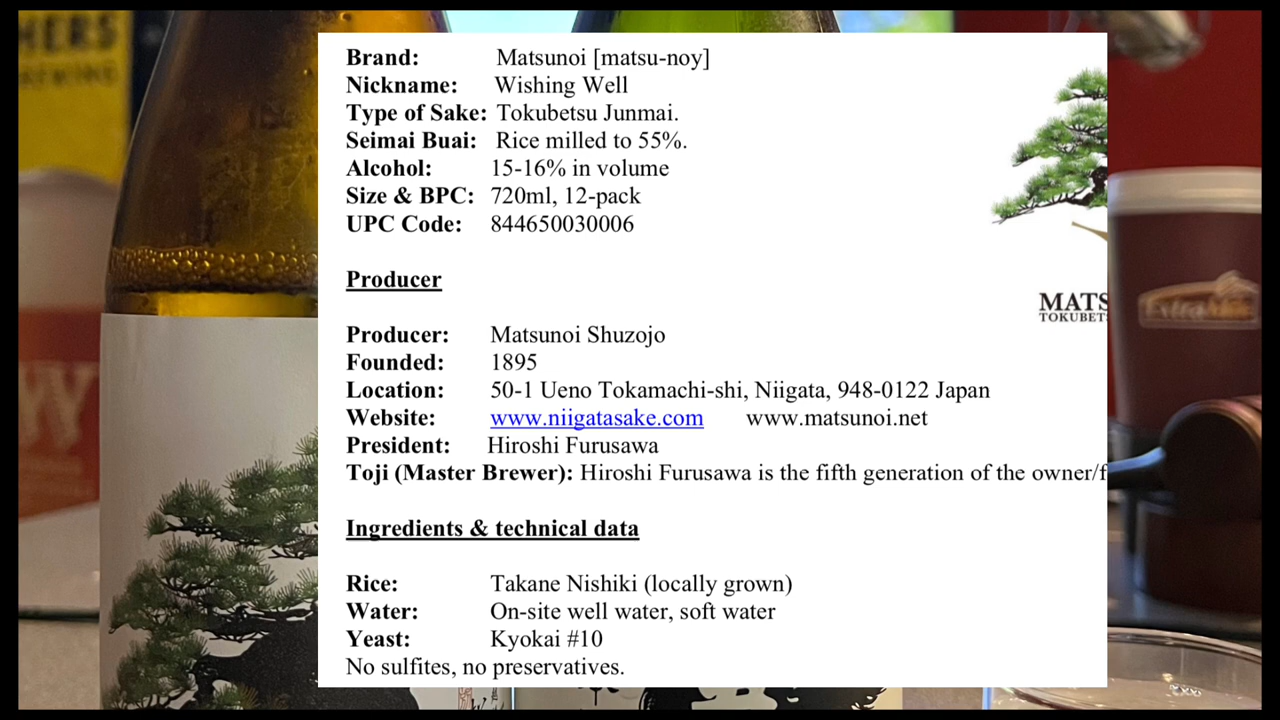 HERS
BREWING
Brand: Matsunoi [matsu-noy]
Nickname: Wishing Well
Type of Sake: Tokubetsu Junmai.
Seimai Buai: Rice milled to 55%.
Alcohol: 15-16% in volume
Size & BPC: 720ml, 12-pack
UPC Code: 844650030006
MATS
TOKUBET
Producer
Producer: Matsunoi Shuzojo
Founded: 1895
Location: 50-1 Ueno Tokamachi-shi, Niigata, 948-0122 Japan
Website: www.niigatasake.com www.matsunoi.net
President: Hiroshi Furusawa
Toji (Master Brewer): Hiroshi Furusawa is the fifth generation of the owner/f
Ingredients & technical data
Rice: Takane Nishiki (locally grown)
Water: On-site well water, soft water
Yeast: Kyokai #10
No sulfites, no preservatives.